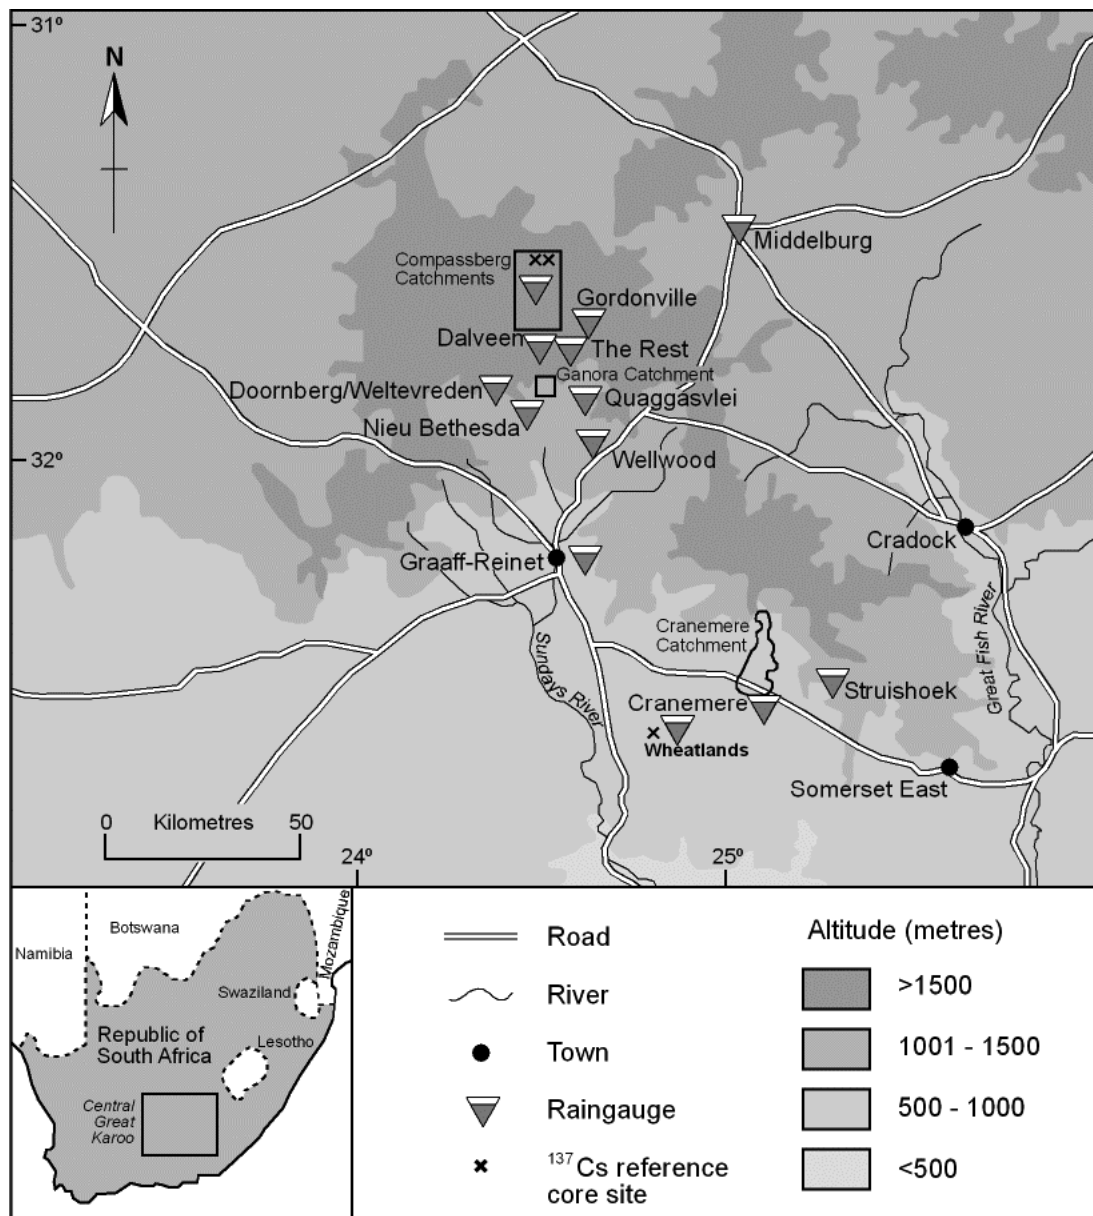 31º
N
Compassberg
Catchments
Middelburg
Gordonville
Dalveen
The Rest
Ganora Catchment
Doornberg/Weltevreden
Quaggasvlei
Nieu Bethesda
Wellwood
32º
Cradock
Graaff-Reinet
Great Fish River
Cranemere
Catchment
Sundays River
Struishoek
Cranemere
Wheatlands
Somerset East
0 Kilometres 50
24º
25º
Namibia
Botswana
Mozambique
Swaziland
Republic of
South Africa
Lesotho
Central
Great
Karoo
Road
River
Town
Raingauge
¹³⁷Cs reference
core site
Altitude (metres)
>1500
1001 - 1500
500 - 1000
<500